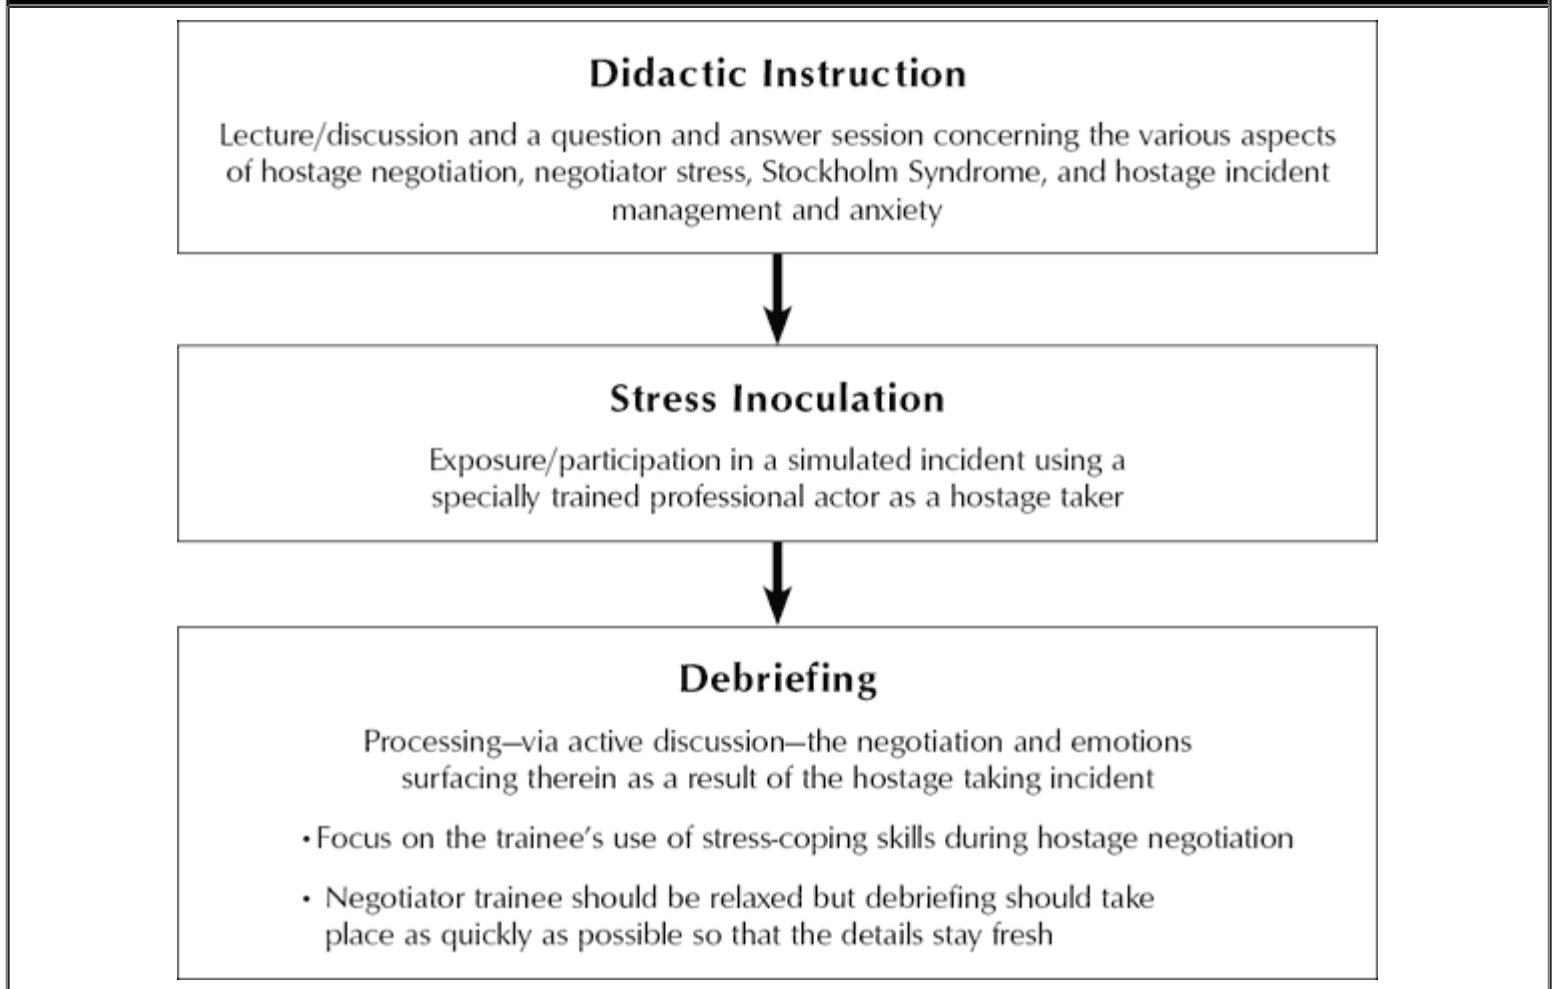 Didactic Instruction
Lecture/discussion and a question and answer session concerning the various aspects
of hostage negotiation, negotiator stress, Stockholm Syndrome, and hostage incident
management and anxiety
Stress Inoculation
Exposure/participation in a simulated incident using a
specially trained professional actor as a hostage taker
Debriefing
Processing—via active discussion—the negotiation and emotions
surfacing therein as a result of the hostage taking incident
• Focus on the trainee’s use of stress-coping skills during hostage negotiation
• Negotiator trainee should be relaxed but debriefing should take
place as quickly as possible so that the details stay fresh